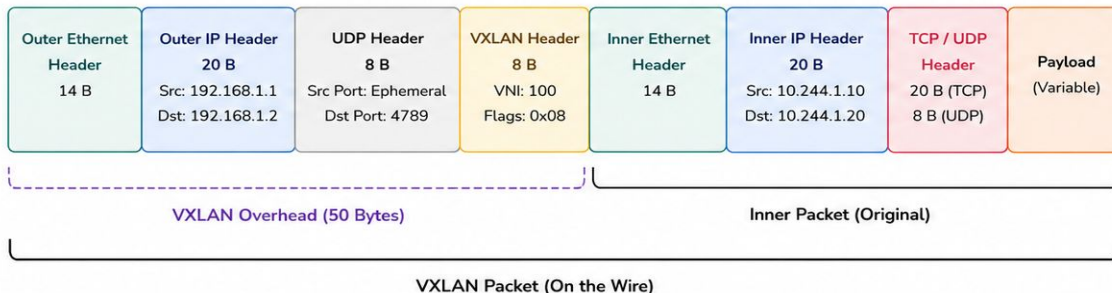 Outer Ethernet
Header
14 B
Outer IP Header
20 B
Src: 192.168.1.1
Dst: 192.168.1.2
UDP Header
8 B
Src Port: Ephemeral
Dst Port: 4789
VXLAN Header
8 B
VNI: 100
Flags: 0x08
Inner Ethernet
Header
14 B
Inner IP Header
20 B
Src: 10.244.1.10
Dst: 10.244.1.20
TCP / UDP
Header
20 B (TCP)
8 B (UDP)
Payload
(Variable)
VXLAN Overhead (50 Bytes)
Inner Packet (Original)
VXLAN Packet (On the Wire)